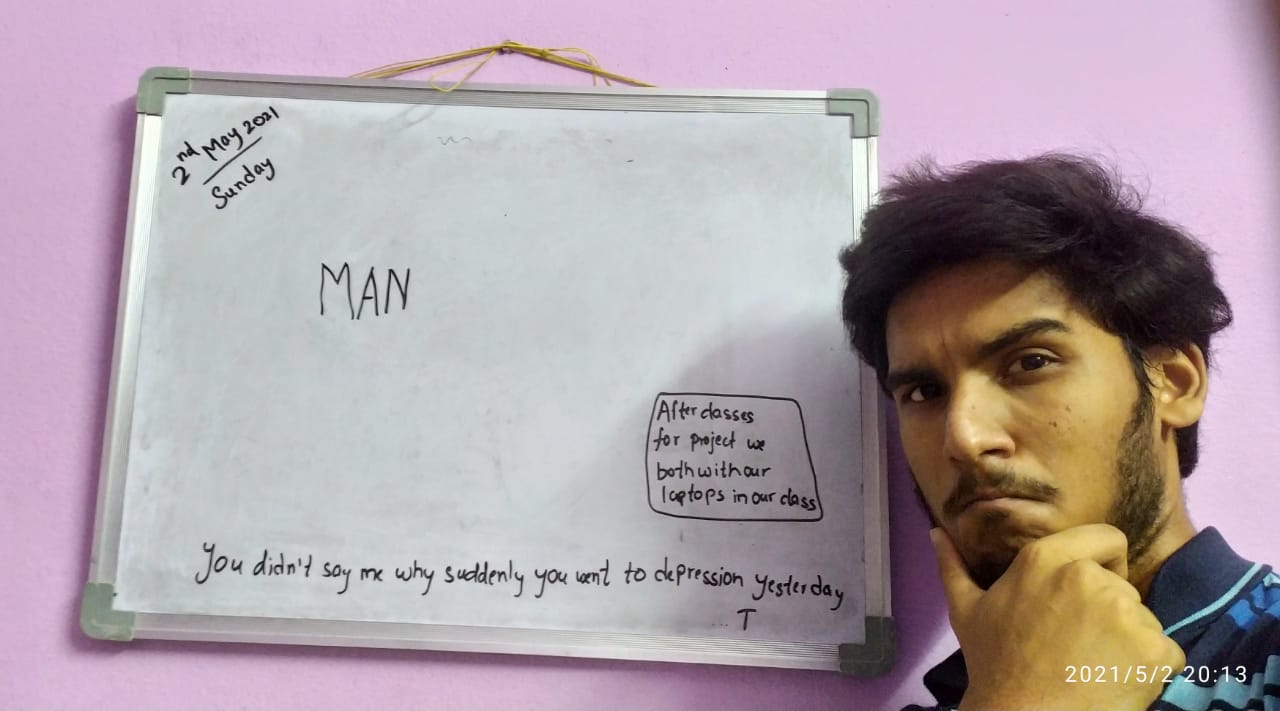 2nd May 2021
Sunday
MAN
After classes
for project we
both with our
laptops in our class
You didn't say me why suddenly you went to depression yesterday
T
2021/5/2 20:13